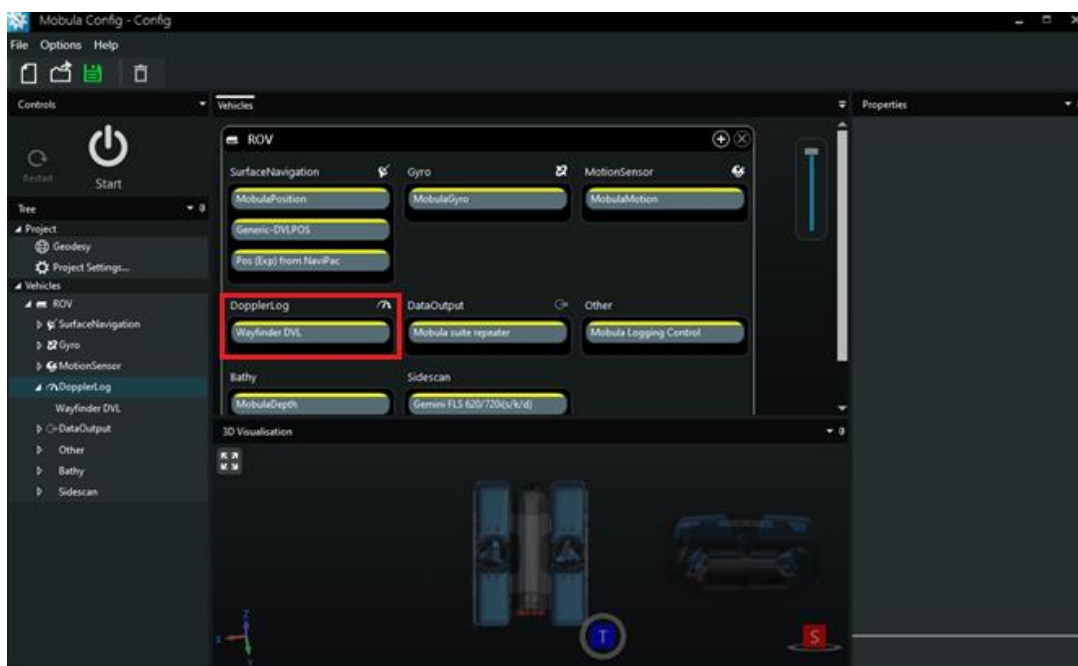 Mobula Config - Config
File Options Help
Controls
Restart
Start
Tree
Project
Geodesy
Project Settings...
Vehicles
ROV
SurfaceNavigation
Gyro
MotionSensor
DopplerLog
Wayfinder DVL
DataOutput
Other
Bathy
Sidescan
Vehicles
ROV
SurfaceNavigation Gyro MotionSensor
MobulaPosition MobulaGyro MobulaMotion
Generic-DVLPOS
Pos (Exp) from NaviPac
DopplerLog DataOutput Other
Wayfinder DVL Mobula suite repeater Mobula Logging Control
Bathy Sidescan
MobulaDepth Gemini FLS 620/720i(s/k/d)
3D Visualisation
Z
X
Y
T
S
Properties